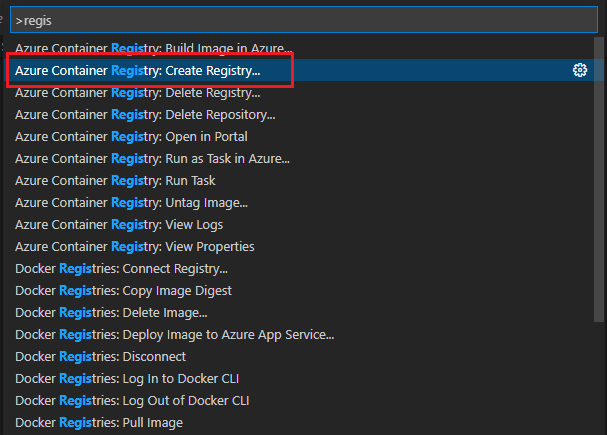 >regis
Azure Container Registry: Build Image in Azure...
Azure Container Registry: Create Registry...
Azure Container Registry: Delete Registry...
Azure Container Registry: Delete Repository...
Azure Container Registry: Open in Portal
Azure Container Registry: Run as Task in Azure...
Azure Container Registry: Run Task
Azure Container Registry: Untag Image...
Azure Container Registry: View Logs
Azure Container Registry: View Properties
Docker Registries: Connect Registry...
Docker Registries: Copy Image Digest
Docker Registries: Delete Image...
Docker Registries: Deploy Image to Azure App Service...
Docker Registries: Disconnect
Docker Registries: Log In to Docker CLI
Docker Registries: Log Out of Docker CLI
Docker Registries: Pull Image